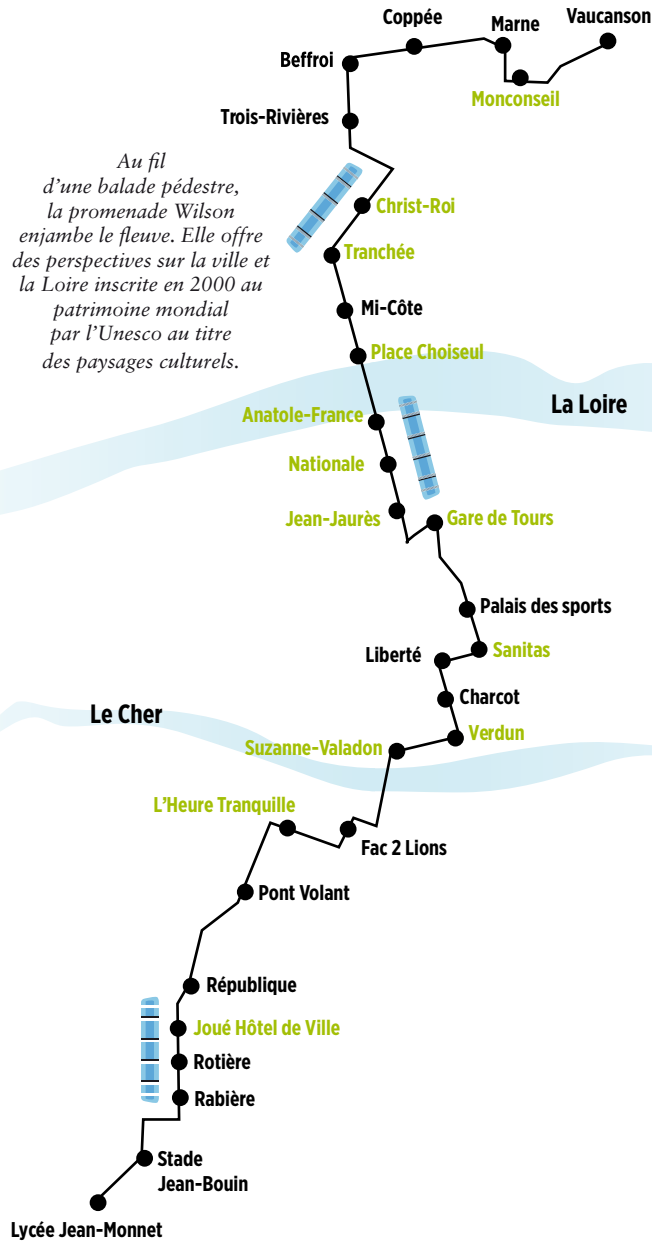 Coppée
Marne
Vaucanson
Beffroi
Monconseil
Trois-Rivières
Au fil
d'une balade pédestre,
la promenade Wilson
enjambe le fleuve. Elle offre
des perspectives sur la ville et
la Loire inscrite en 2000 au
patrimoine mondial
par l'Unesco au titre
des paysages culturels.
Christ-Roi
Tranchée
Mi-Côte
Place Choiseul
La Loire
Anatole-France
Nationale
Jean-Jaurès
Gare de Tours
Palais des sports
Sanitas
Liberté
Charcot
Le Cher
Verdun
Suzanne-Valadon
L'Heure Tranquille
Fac 2 Lions
Pont Volant
République
Joué Hôtel de Ville
Rotière
Rabière
Stade
Jean-Bouin
Lycée Jean-Monnet